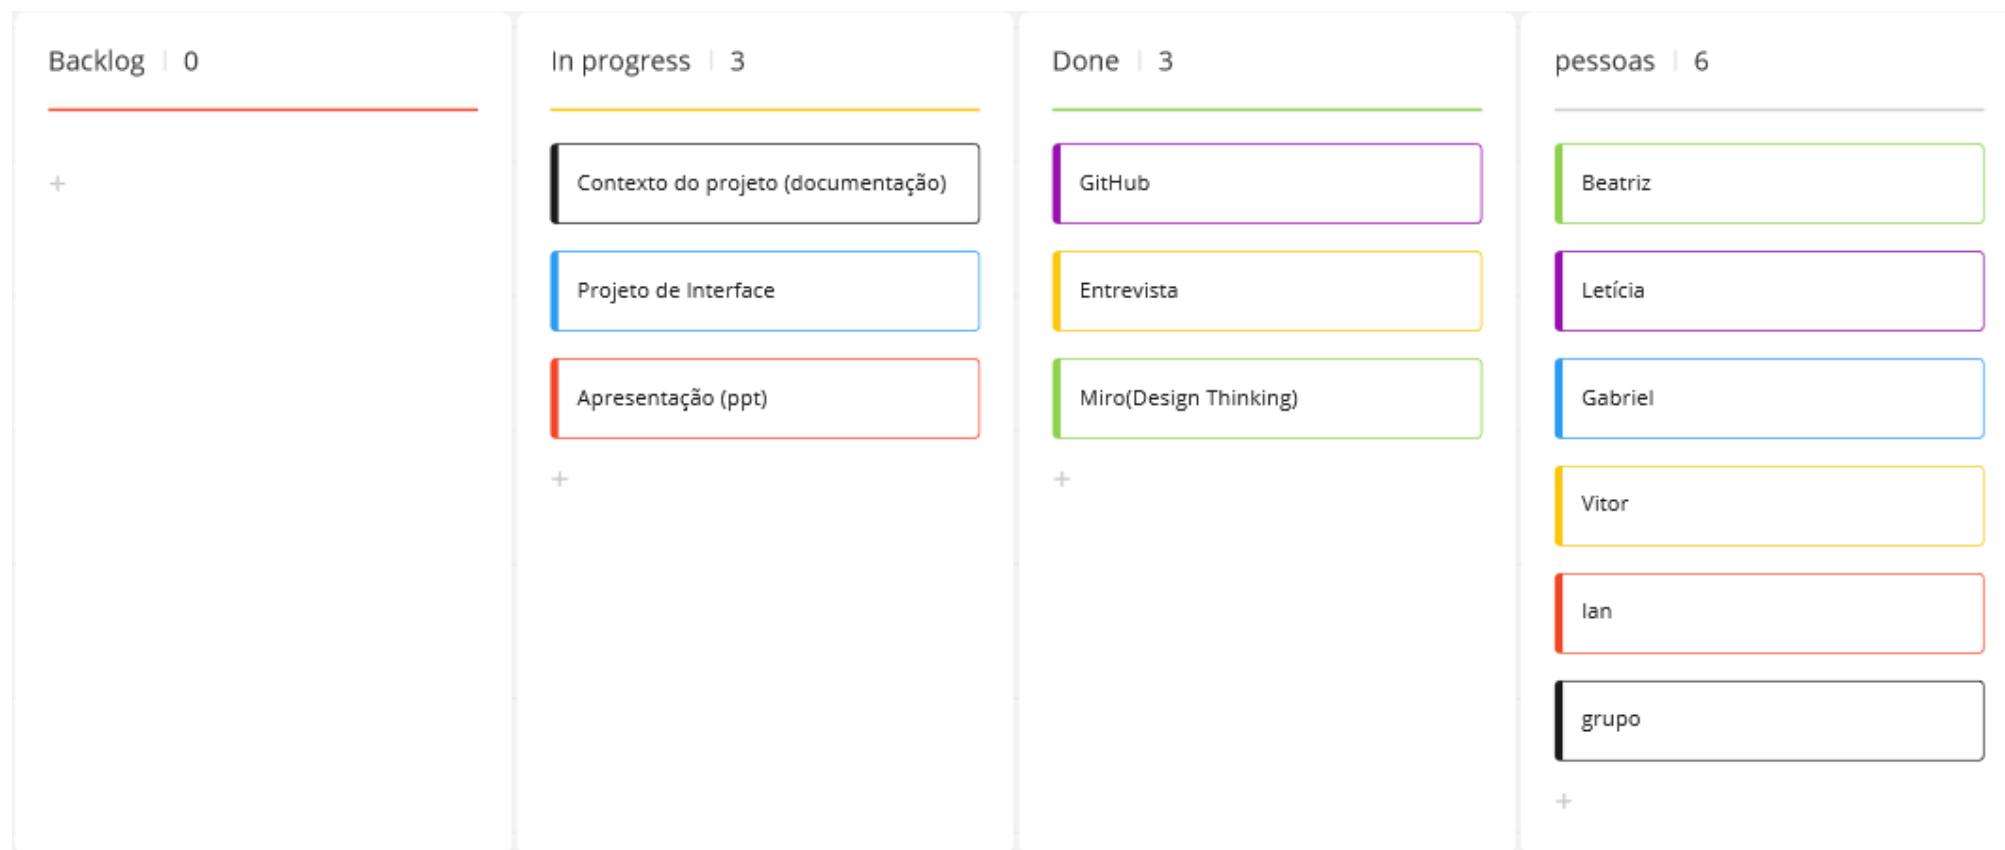 Backlog | 0
In progress | 3
Contexto do projeto (documentação)
Projeto de Interface
Apresentação (ppt)
Done | 3
GitHub
Entrevista
Miro(Design Thinking)
pessoas | 6
Beatriz
Letícia
Gabriel
Vitor
Ian
grupo